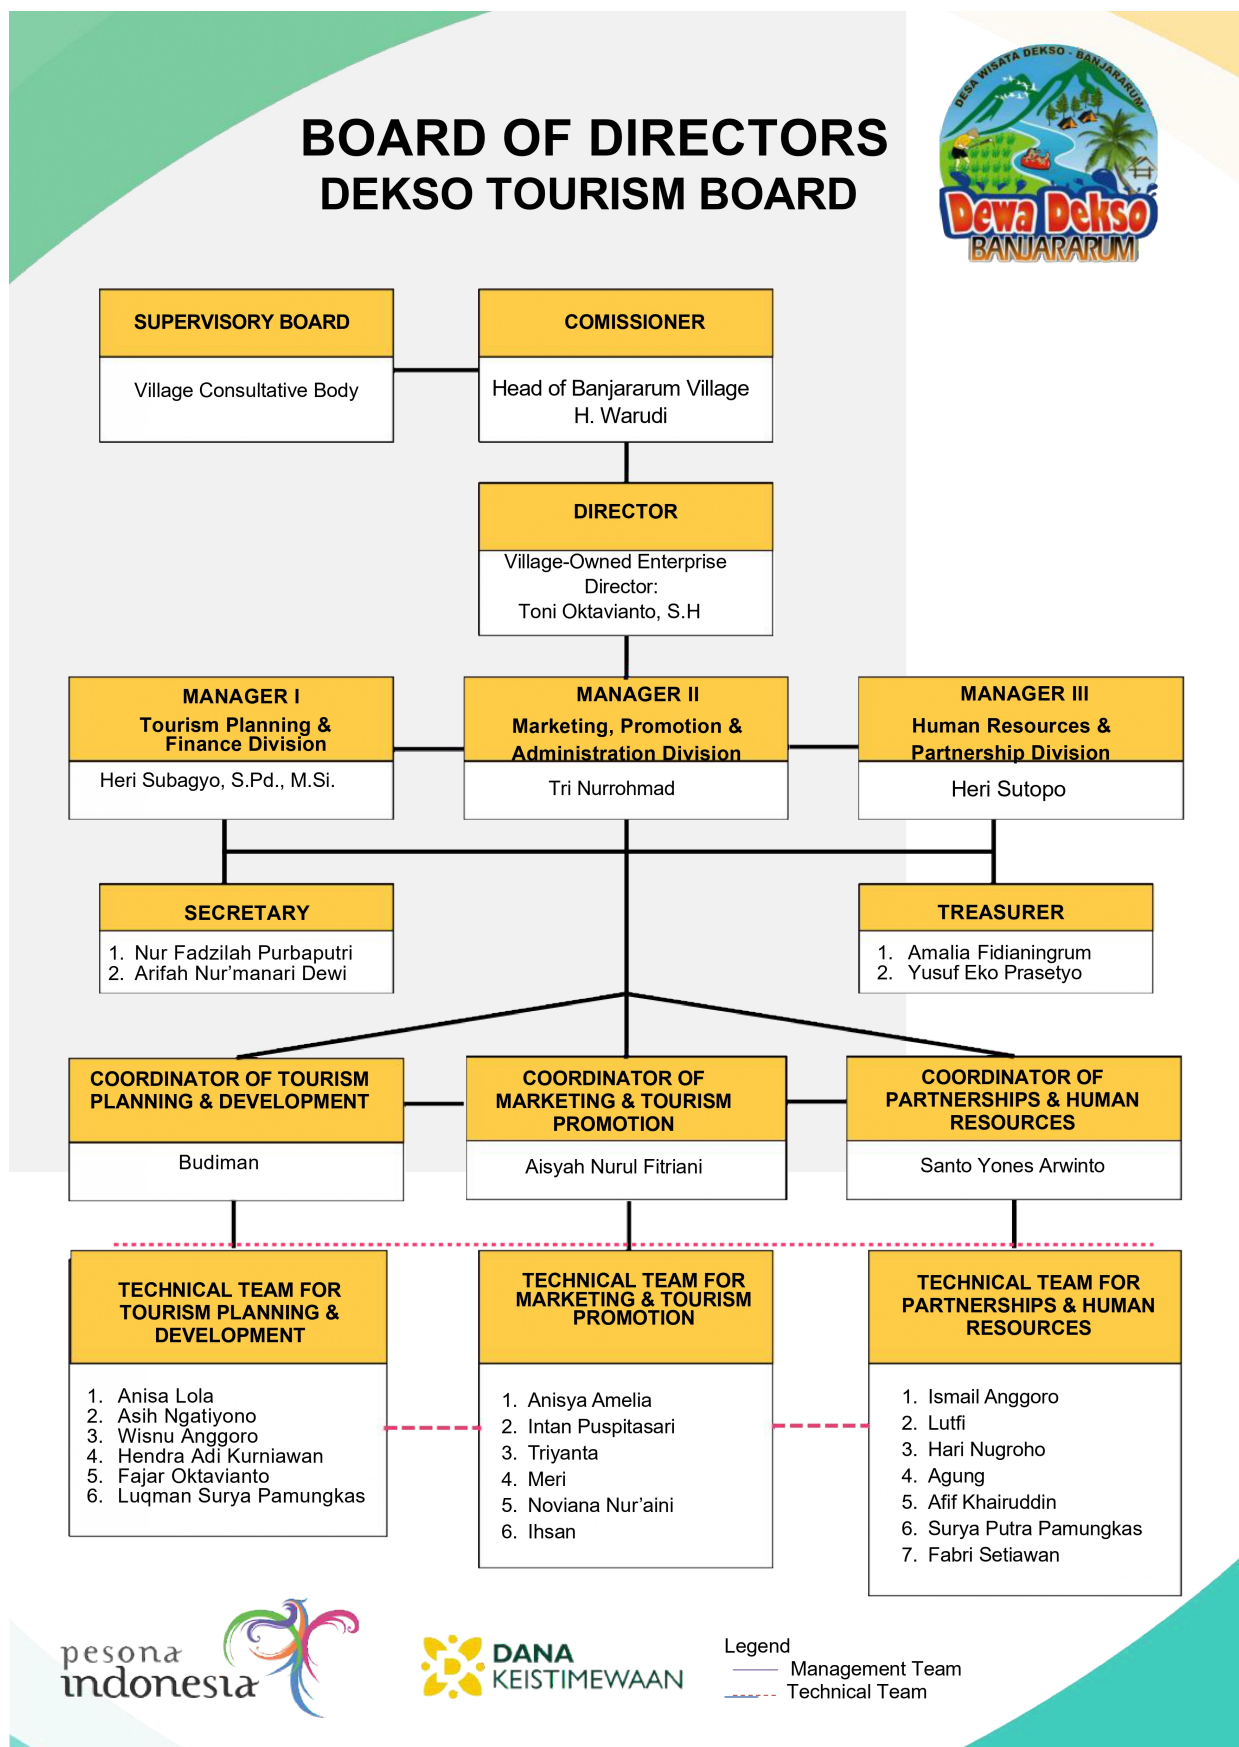 DESA WISATA DEKSO - BANJARARUM
Dewa Dekso
BANJARARUM
BOARD OF DIRECTORS
DEKSO TOURISM BOARD
SUPERVISORY BOARD
Village Consultative Body
COMISSIONER
Head of Banjararum Village
H. Warudi
DIRECTOR
Village-Owned Enterprise
Director:
Toni Oktavianto, S.H
MANAGER I
Tourism Planning &
Finance Division
Heri Subagyo, S.Pd., M.Si.
MANAGER II
Marketing, Promotion &
Administration Division
Tri Nurrohmad
MANAGER III
Human Resources &
Partnership Division
Heri Sutopo
SECRETARY
1. Nur Fadzilah Purbaputri
2. Arifah Nur’manari Dewi
TREASURER
1. Amalia Fidianingrum
2. Yusuf Eko Prasetyo
COORDINATOR OF TOURISM
PLANNING & DEVELOPMENT
Budiman
COORDINATOR OF
MARKETING & TOURISM
PROMOTION
Aisyah Nurul Fitriani
COORDINATOR OF
PARTNERSHIPS & HUMAN
RESOURCES
Santo Yones Arwinto
TECHNICAL TEAM FOR
TOURISM PLANNING &
DEVELOPMENT
1. Anisa Lola
2. Asih Ngatiyono
3. Wisnu Anggoro
4. Hendra Adi Kurniawan
5. Fajar Oktavianto
6. Luqman Surya Pamungkas
TECHNICAL TEAM FOR
MARKETING & TOURISM
PROMOTION
1. Anisya Amelia
2. Intan Puspitasari
3. Triyanta
4. Meri
5. Noviana Nur’aini
6. Ihsan
TECHNICAL TEAM FOR
PARTNERSHIPS & HUMAN
RESOURCES
1. Ismail Anggoro
2. Lutfi
3. Hari Nugroho
4. Agung
5. Afif Khairuddin
6. Surya Putra Pamungkas
7. Fabri Setiawan
pesona
indonesia
DANA
KEISTIMEWAAN
Legend
Management Team
Technical Team